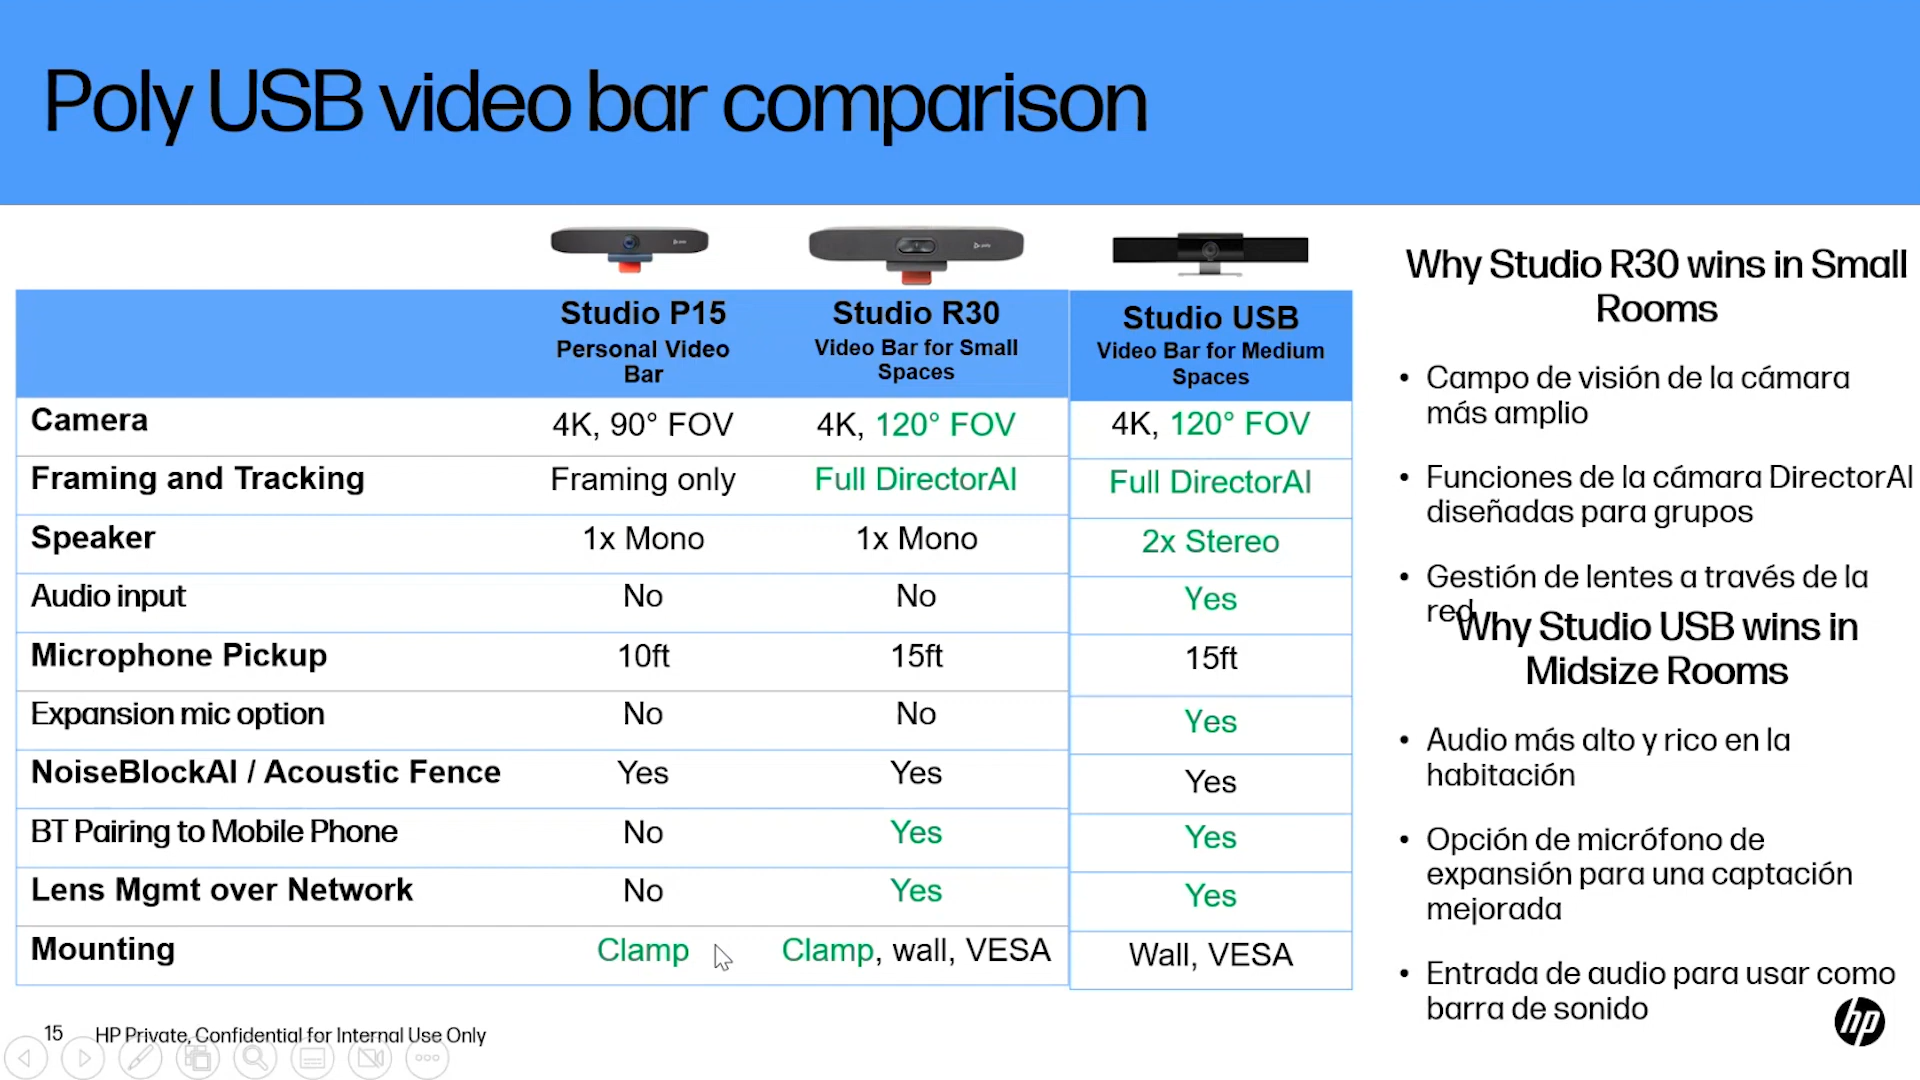 Poly USB video bar comparison
Studio P15
Personal Video
Bar
Studio R30
Video Bar for Small
Spaces
Studio USB
Video Bar for Medium
Spaces
Camera 4K, 90° FOV 4K, 120° FOV 4K, 120° FOV
Framing and Tracking Framing only Full DirectorAI Full DirectorAI
Speaker 1x Mono 1x Mono 2x Stereo
Audio input No No Yes
Microphone Pickup 10ft 15ft 15ft
Expansion mic option No No Yes
NoiseBlockAI / Acoustic Fence Yes Yes Yes
BT Pairing to Mobile Phone No Yes Yes
Lens Mgmt over Network No Yes Yes
Mounting Clamp Clamp, wall, VESA Wall, VESA
Why Studio R30 wins in Small
Rooms
• Campo de visión de la cámara
más amplio
• Funciones de la cámara DirectorAI
diseñadas para grupos
• Gestión de lentes a través de la
red
Why Studio USB wins in
Midsize Rooms
• Audio más alto y rico en la
habitación
• Opción de micrófono de
expansión para una captación
mejorada
• Entrada de audio para usar como
barra de sonido
15 HP Private, Confidential for Internal Use Only
hp